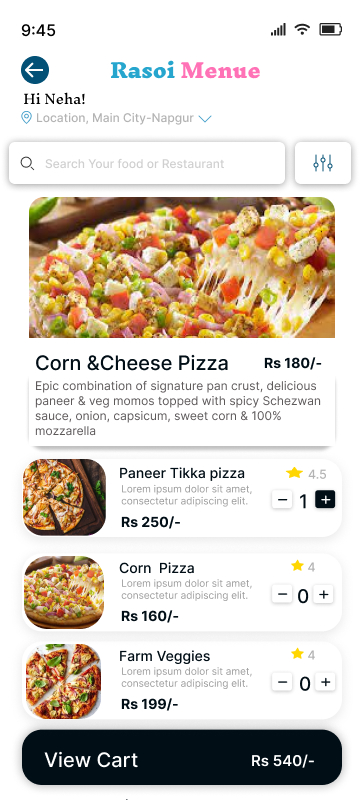 9:45
Rasoi Menue
Hi Neha!
Location, Main City-Napgur
Search Your food or Restaurant
Corn &Cheese Pizza Rs 180/-
Epic combination of signature pan crust, delicious
paneer & veg momos topped with spicy Schezwan
sauce, onion, capsicum, sweet corn & 100%
mozzarella
Paneer Tikka pizza 4.5
Lorem ipsum dolor sit amet,
consectetur adipiscing elit.
Rs 250/- − 1 +
Corn Pizza 4
Lorem ipsum dolor sit amet,
consectetur adipiscing elit.
Rs 160/- − 0 +
Farm Veggies 4
Lorem ipsum dolor sit amet,
consectetur adipiscing elit.
Rs 199/- − 0 +
View Cart Rs 540/-